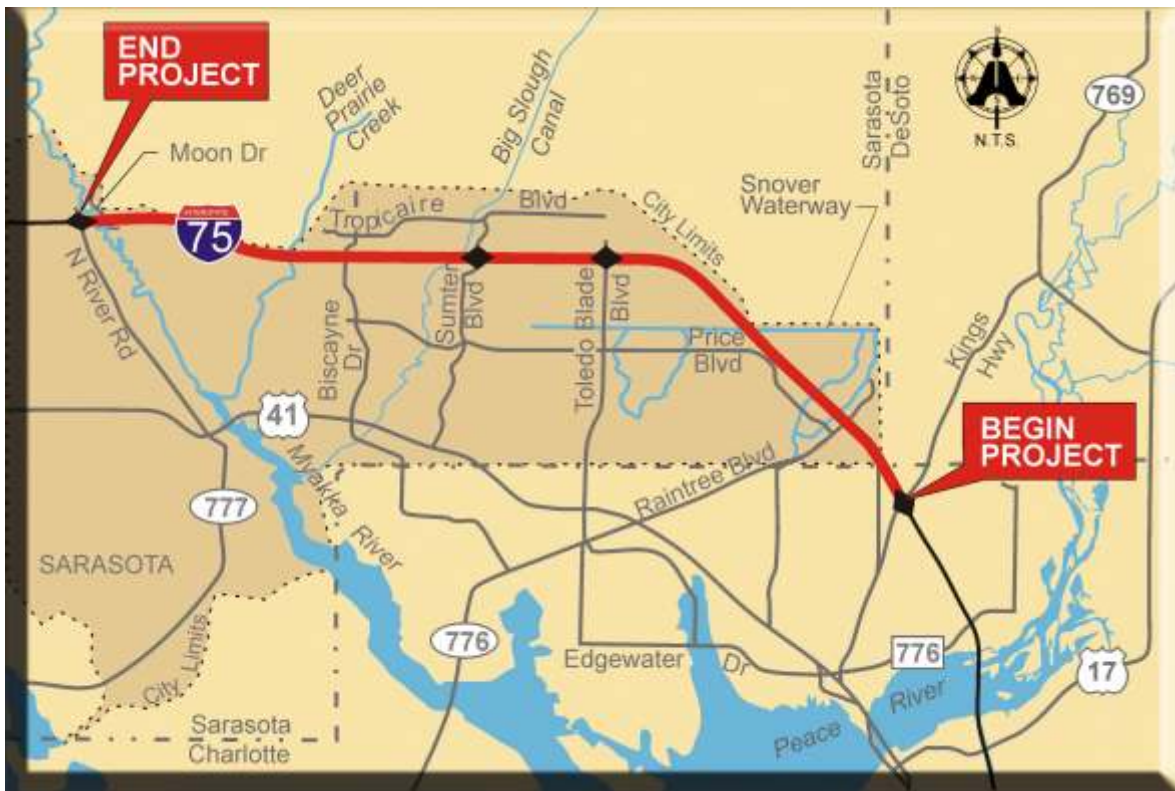 END
PROJECT
Moon Dr
Deer
Prairie
Creek
Big Slough
Canal
Sarasota
DeSoto
N.T.S.
769
Snover
Waterway
75
Tropicaire
Blvd
City Limits
N River Rd
Biscayne
Dr
Sumter
Blvd
Toledo Blade
Blvd
Price
Blvd
Kings
Hwy
41
BEGIN
PROJECT
Raintree Blvd
Myakka
River
777
SARASOTA
City Limits
776
Edgewater
Dr
776
17
Peace
River
Sarasota
Charlotte